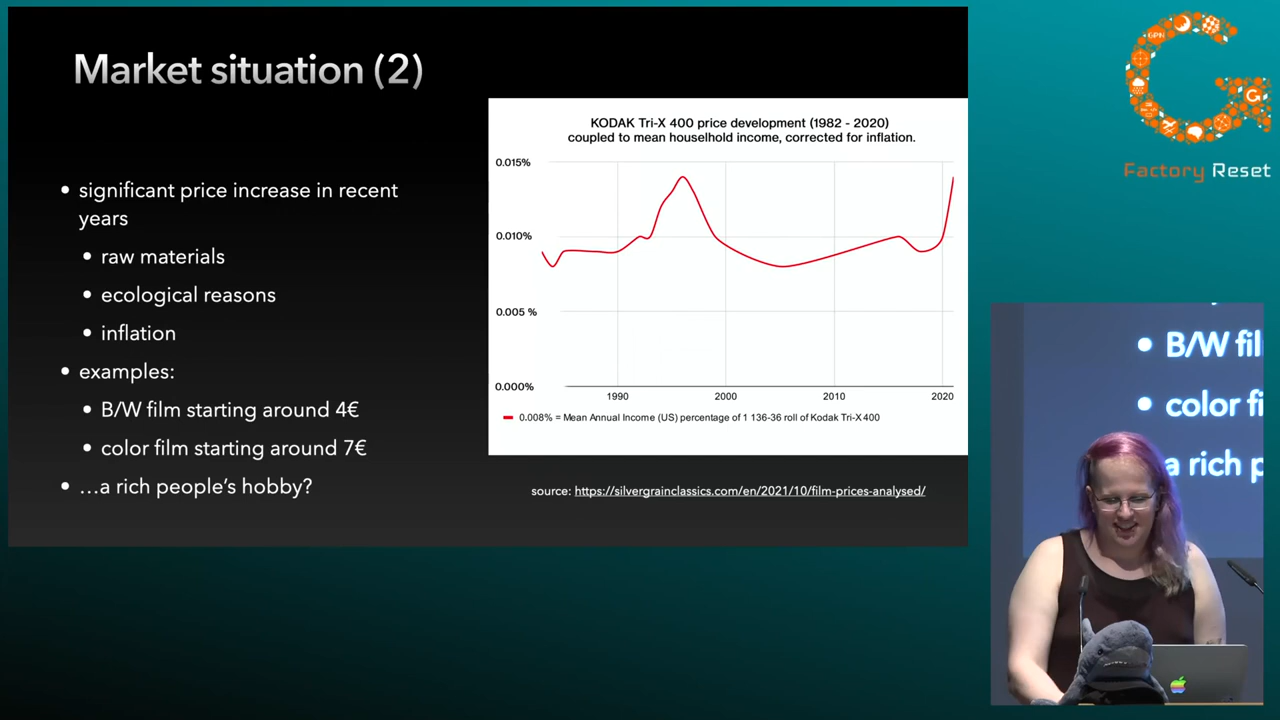 Market situation (2)
• significant price increase in recent
years
• raw materials
• ecological reasons
• inflation
• examples:
• B/W film starting around 4€
• color film starting around 7€
• …a rich people's hobby?
KODAK Tri-X 400 price development (1982 - 2020)
coupled to mean househlhold income, corrected for inflation.
0.015%
0.010%
0.005 %
0.000%
1990 2000 2010 2020
0.008% = Mean Annual Income (US) percentage of 1 136-36 roll of Kodak Tri-X 400
source: https://silvergrainclassics.com/en/2021/10/film-prices-analysed/
GPN
G
Factory Reset
• B/W fil
• color fi
a rich p